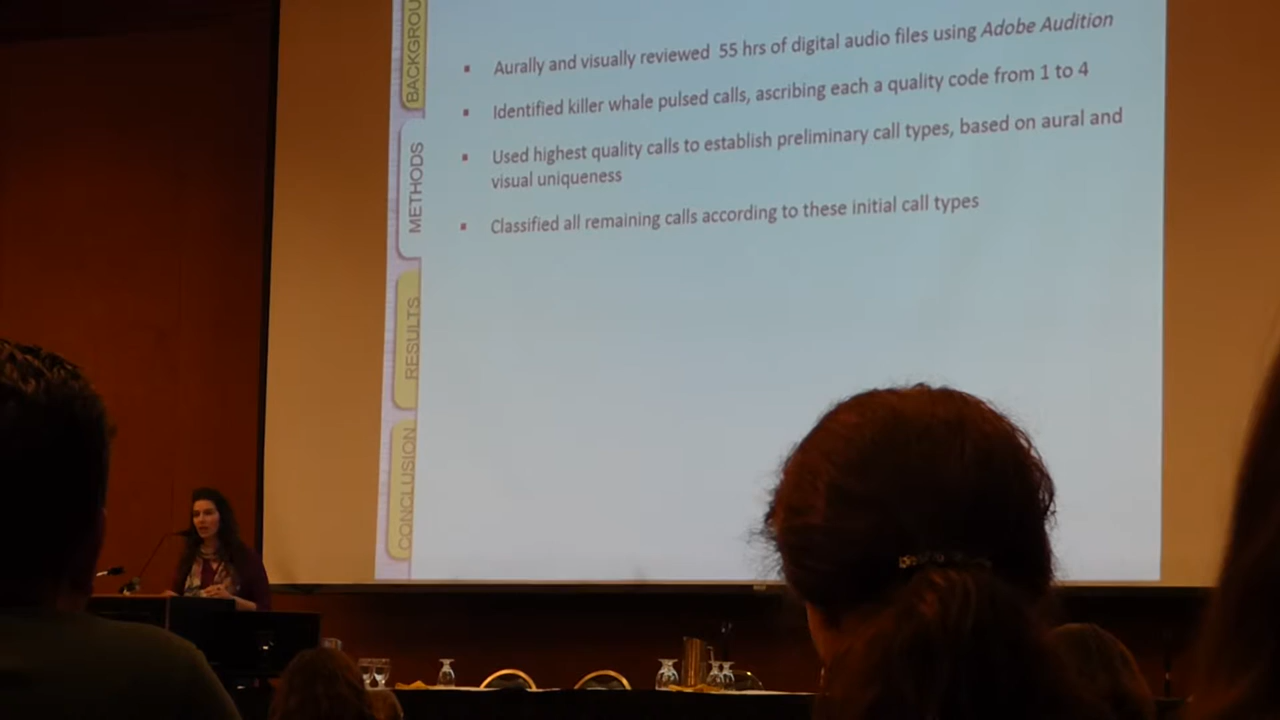 BACKGROU
METHODS
RESULTS
CONCLUSION
Aurally and visually reviewed 55 hrs of digital audio files using Adobe Audition
Identified killer whale pulsed calls, ascribing each a quality code from 1 to 4
Used highest quality calls to establish preliminary call types, based on aural and
visual uniqueness
Classified all remaining calls according to these initial call types